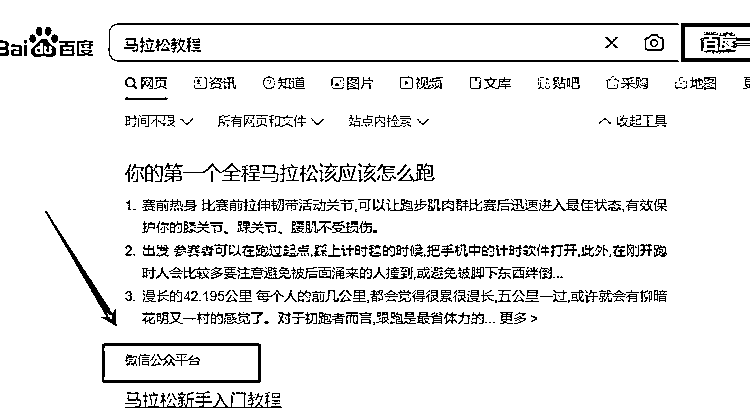 Bai du 百度
马拉松教程
百度一
网页 资讯 知道 图片 视频 文库 贴吧 采购 地图 更
时间不限 所有网页和文件 站点内检索 收起工具
你的第一个全程马拉松该应该怎么跑
1. 赛前热身 比赛前拉伸韧带活动关节,可以让跑步肌肉群比赛后迅速进入最佳状态,有效保
护你的膝关节、踝关节、腰肌不受损伤。
2. 出发 参赛者可以在跑过起点,踩上计时毯的时候,把手机中的计时软件打开,此外,在刚开跑
时人会比较多要注意避免被后面涌来的人撞到,或避免被脚下东西绊倒...
3. 漫长的42.195公里 每个人的前几公里,都会觉得很累很漫长,五公里一过,或许就会有柳暗
花明又一村的感觉了。对于初跑者而言,跟跑是最省体力的... 更多 >
微信公众平台
马拉松新手入门教程